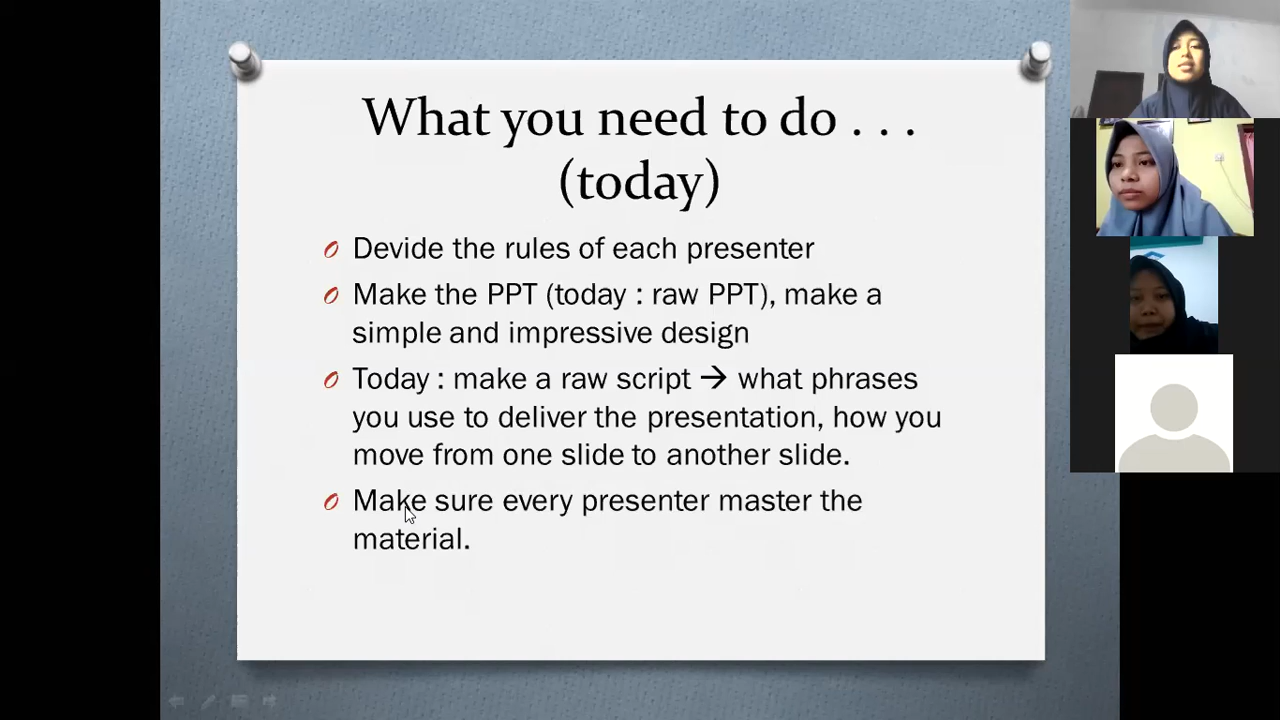 What you need to do . . .
(today)
Devide the rules of each presenter
Make the PPT (today : raw PPT), make a
simple and impressive design
Today : make a raw script → what phrases
you use to deliver the presentation, how you
move from one slide to another slide.
Make sure every presenter master the
material.